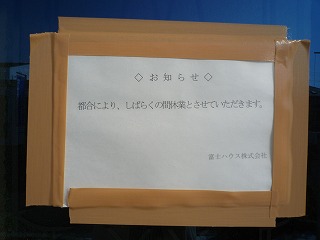 ◇ お 知 ら せ ◇
都合により、しばらくの間休業とさせていただきます。
富士ハウス株式会社